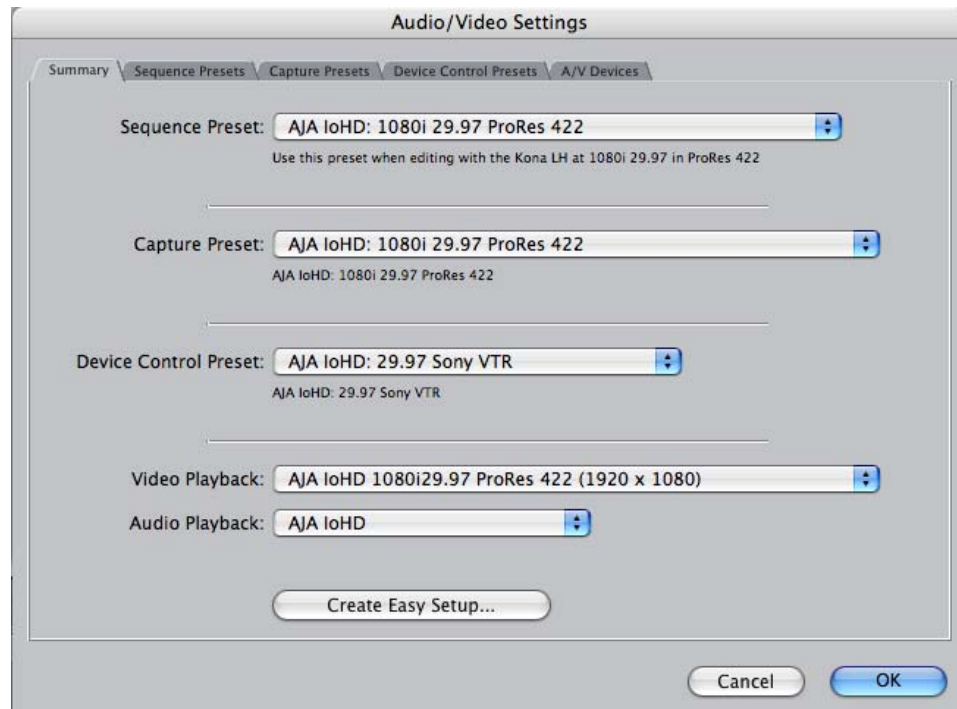 Audio/Video Settings
Summary Sequence Presets Capture Presets Device Control Presets A/V Devices
Sequence Preset: AJA IoHD: 1080i 29.97 ProRes 422
Use this preset when editing with the Kona LH at 1080i 29.97 in ProRes 422
Capture Preset: AJA IoHD: 1080i 29.97 ProRes 422
AJA IoHD: 1080i 29.97 ProRes 422
Device Control Preset: AJA IoHD: 29.97 Sony VTR
AJA IoHD: 29.97 Sony VTR
Video Playback: AJA IoHD 1080i29.97 ProRes 422 (1920 x 1080)
Audio Playback: AJA IoHD
Create Easy Setup...
Cancel OK